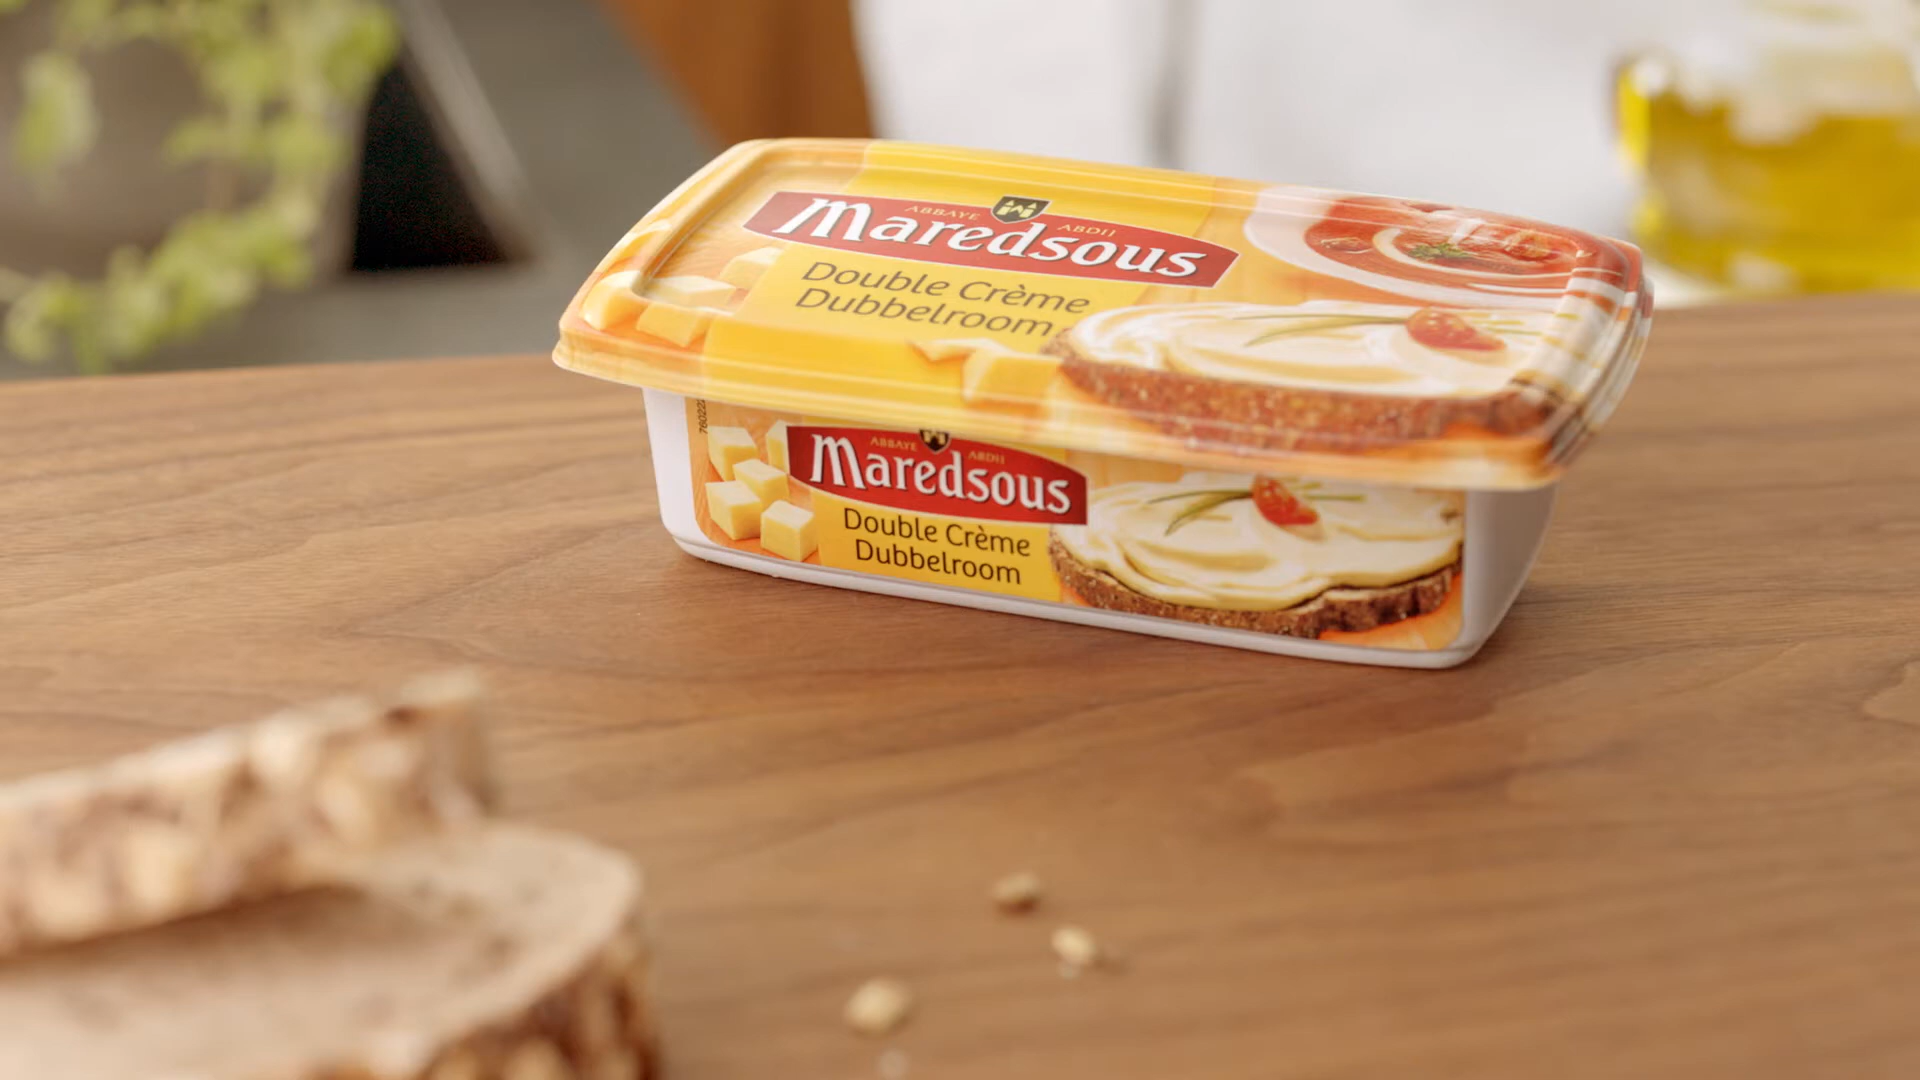 ABBAYE ABDIJ
Maredsous
Double Crème
Dubbelroom
ABBAYE ABDIJ
Maredsous
Double Crème
Dubbelroom